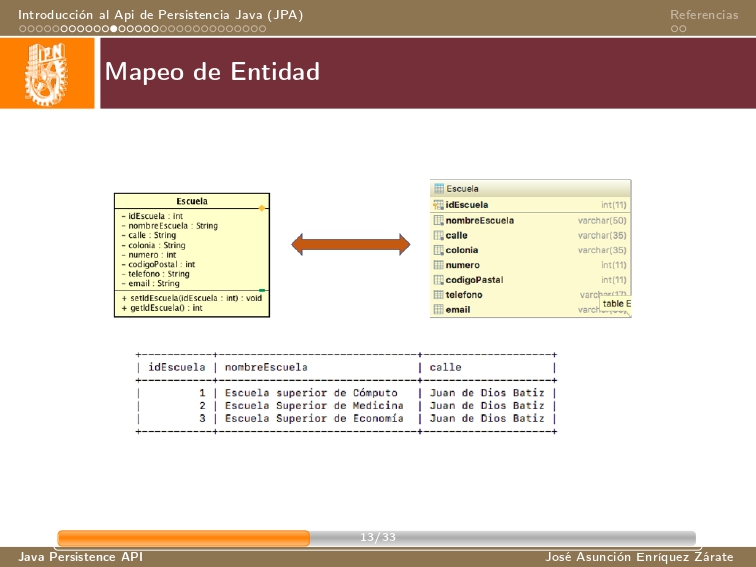 Introducción al Api de Persistencia Java (JPA)
Referencias
IPN
Mapeo de Entidad
Escuela
- idEscuela : int
- nombreEscuela : String
- calle : String
- colonia : String
- numero : int
- codigoPostal : int
- telefono : String
- email : String
+ setIdEscuela(idEscuela : int) : void
+ getIdEscuela() : int
Escuela
idEscuela int(11)
nombreEscuela varchar(50)
calle varchar(35)
colonia varchar(35)
numero int(11)
codigoPastal int(11)
telefono varchar(17)
table E
email
+-----------+-------------------------------+--------------------+
| idEscuela | nombreEscuela | calle |
+-----------+-------------------------------+--------------------+
| 1 | Escuela superior de Cómputo | Juan de Dios Batiz |
| 2 | Escuela Superior de Medicina | Juan de Dios Batiz |
| 3 | Escuela Superior de Economía | Juan de Dios Batiz |
+-----------+-------------------------------+--------------------+
13/33
Java Persistence API
José Asunción Enríquez Zárate